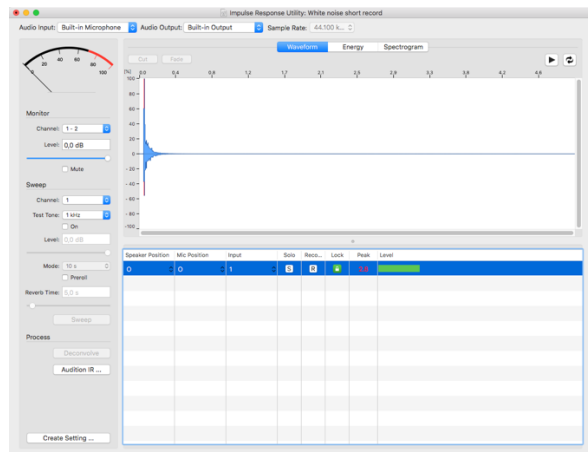 Impulse Response Utility: White noise short record
Audio Input: Built-in Microphone Audio Output: Built-in Output Sample Rate: 44.100 k...
Waveform Energy Spectrogram
Cut Fade
20 40 60 80 100
[%] 0,0 0,4 0,8 1,2 1,7 2,1 2,5 2,9 3,3 3,8 4,2 4,6
100
80
60
40
20
0
-20
-40
-60
-80
-100
Monitor
Channel: 1 - 2
Level: 0,0 dB
Mute
Sweep
Channel: 1
Test Tone: 1 kHz
On
Level: 0,0 dB
Mode: 10 s
Preroll
Reverb Time: 5,0 s
Sweep
Process
Deconvolve
Audition IR ...
Create Setting ...
Speaker Position Mic Position Input Solo Reco... Lock Peak Level
O O 1 S R